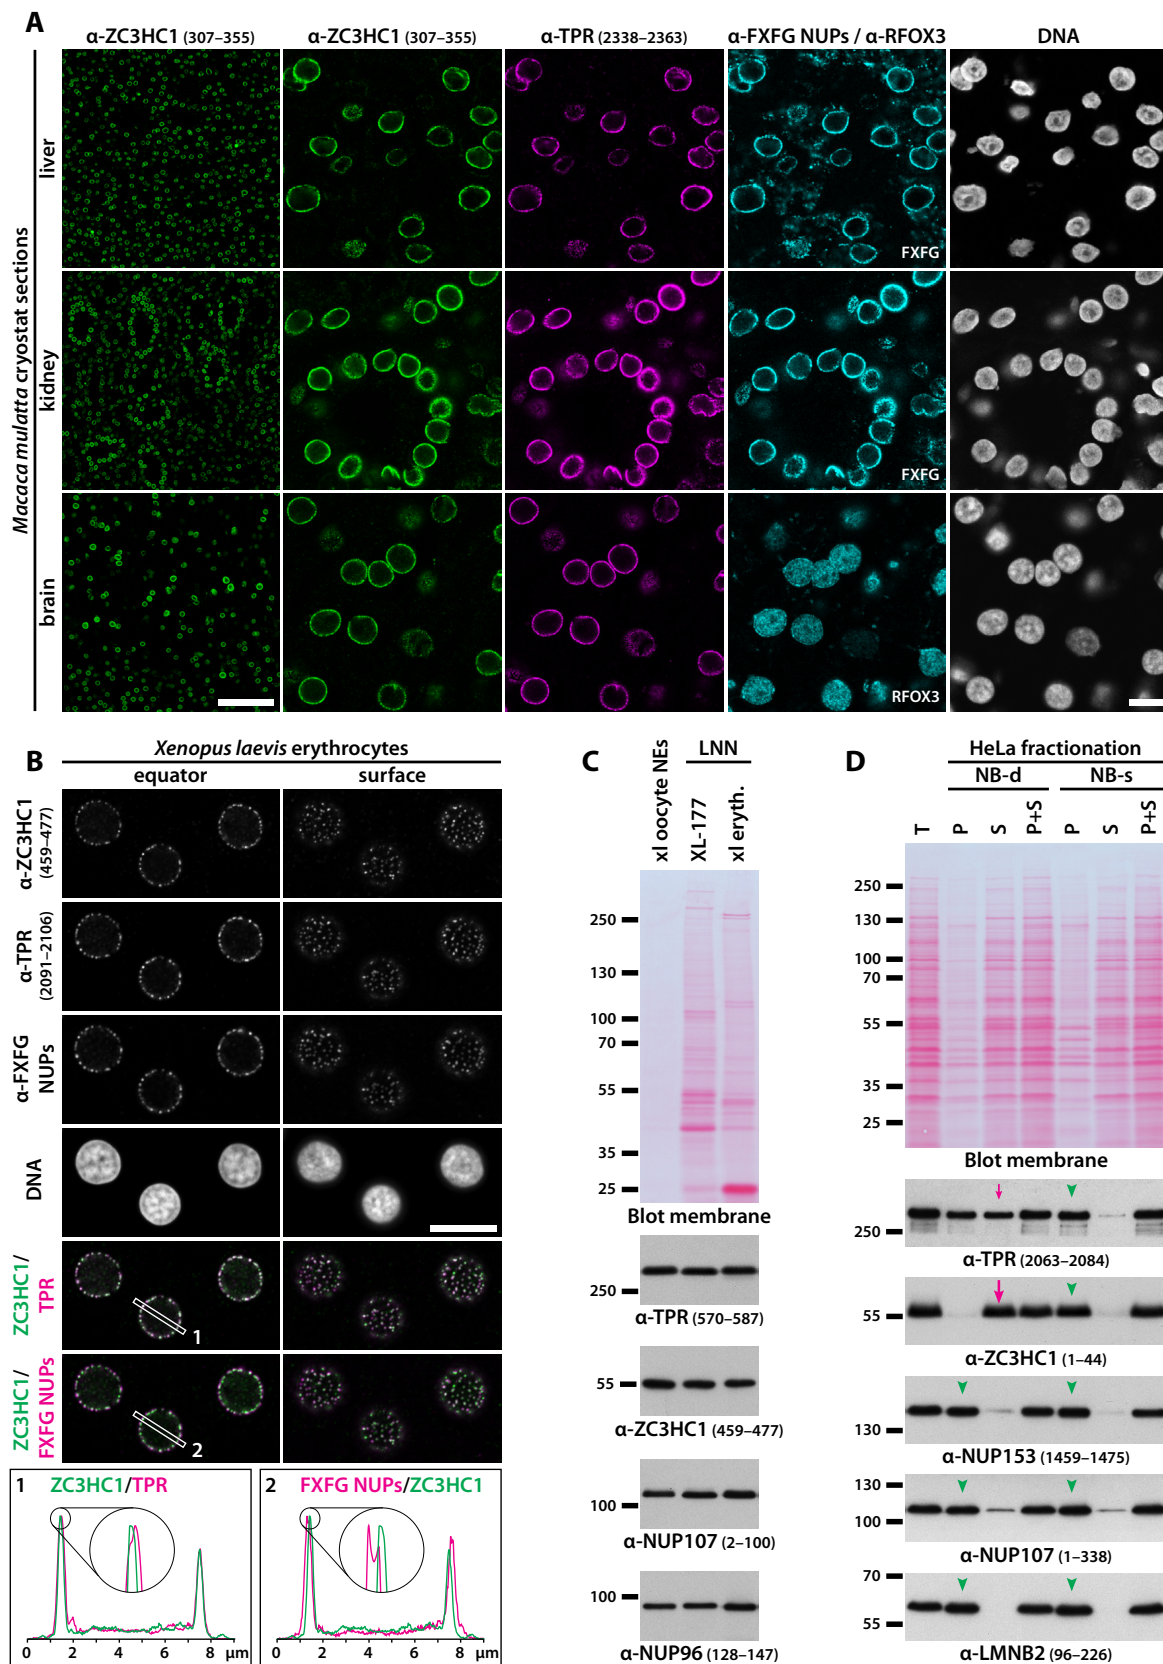 A
α-ZC3HC1 (307–355)
α-ZC3HC1 (307–355)
α-TPR (2338–2363)
α-FXFG NUPs / α-RFOX3
DNA
Macaca mulatta cryostat sections
liver
FXFG
kidney
FXFG
brain
RFOX3
B
Xenopus laevis erythrocytes
equator
surface
α-ZC3HC1
(459–477)
α-TPR
(2091–2106)
α-FXFG
NUPs
DNA
ZC3HC1/
TPR
1
ZC3HC1/
FXFG NUPs
2
1 ZC3HC1/TPR
0 2 4 6 8 μm
2 FXFG NUPs/ZC3HC1
0 2 4 6 8 μm
C
LNN
xl oocyte NEs
XL-177
xl eryth.
250
130
100
70
55
35
25
Blot membrane
250
α-TPR (570–587)
55
α-ZC3HC1 (459–477)
100
α-NUP107 (2–100)
100
α-NUP96 (128–147)
D
HeLa fractionation
NB-d
NB-s
T
P
S
P+S
P
S
P+S
250
130
100
70
55
35
25
Blot membrane
250
α-TPR (2063–2084)
55
α-ZC3HC1 (1–44)
130
α-NUP153 (1459–1475)
130
100
α-NUP107 (1–338)
70
55
α-LMNB2 (96–226)